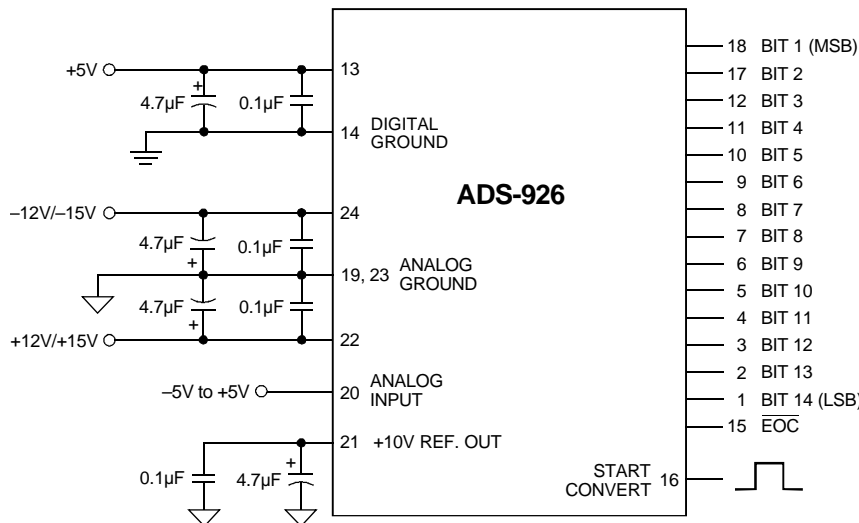 +5V
4.7µF
+
0.1µF
13
14 DIGITAL
GROUND
–12V/–15V
4.7µF
+
0.1µF
24
19, 23 ANALOG
GROUND
4.7µF
+
0.1µF
+12V/+15V
22
–5V to +5V
20 ANALOG
INPUT
21 +10V REF. OUT
0.1µF
4.7µF
+
ADS-926
18 BIT 1 (MSB)
17 BIT 2
12 BIT 3
11 BIT 4
10 BIT 5
9 BIT 6
8 BIT 7
7 BIT 8
6 BIT 9
5 BIT 10
4 BIT 11
3 BIT 12
2 BIT 13
1 BIT 14 (LSB)
15 EOC
START
CONVERT 16